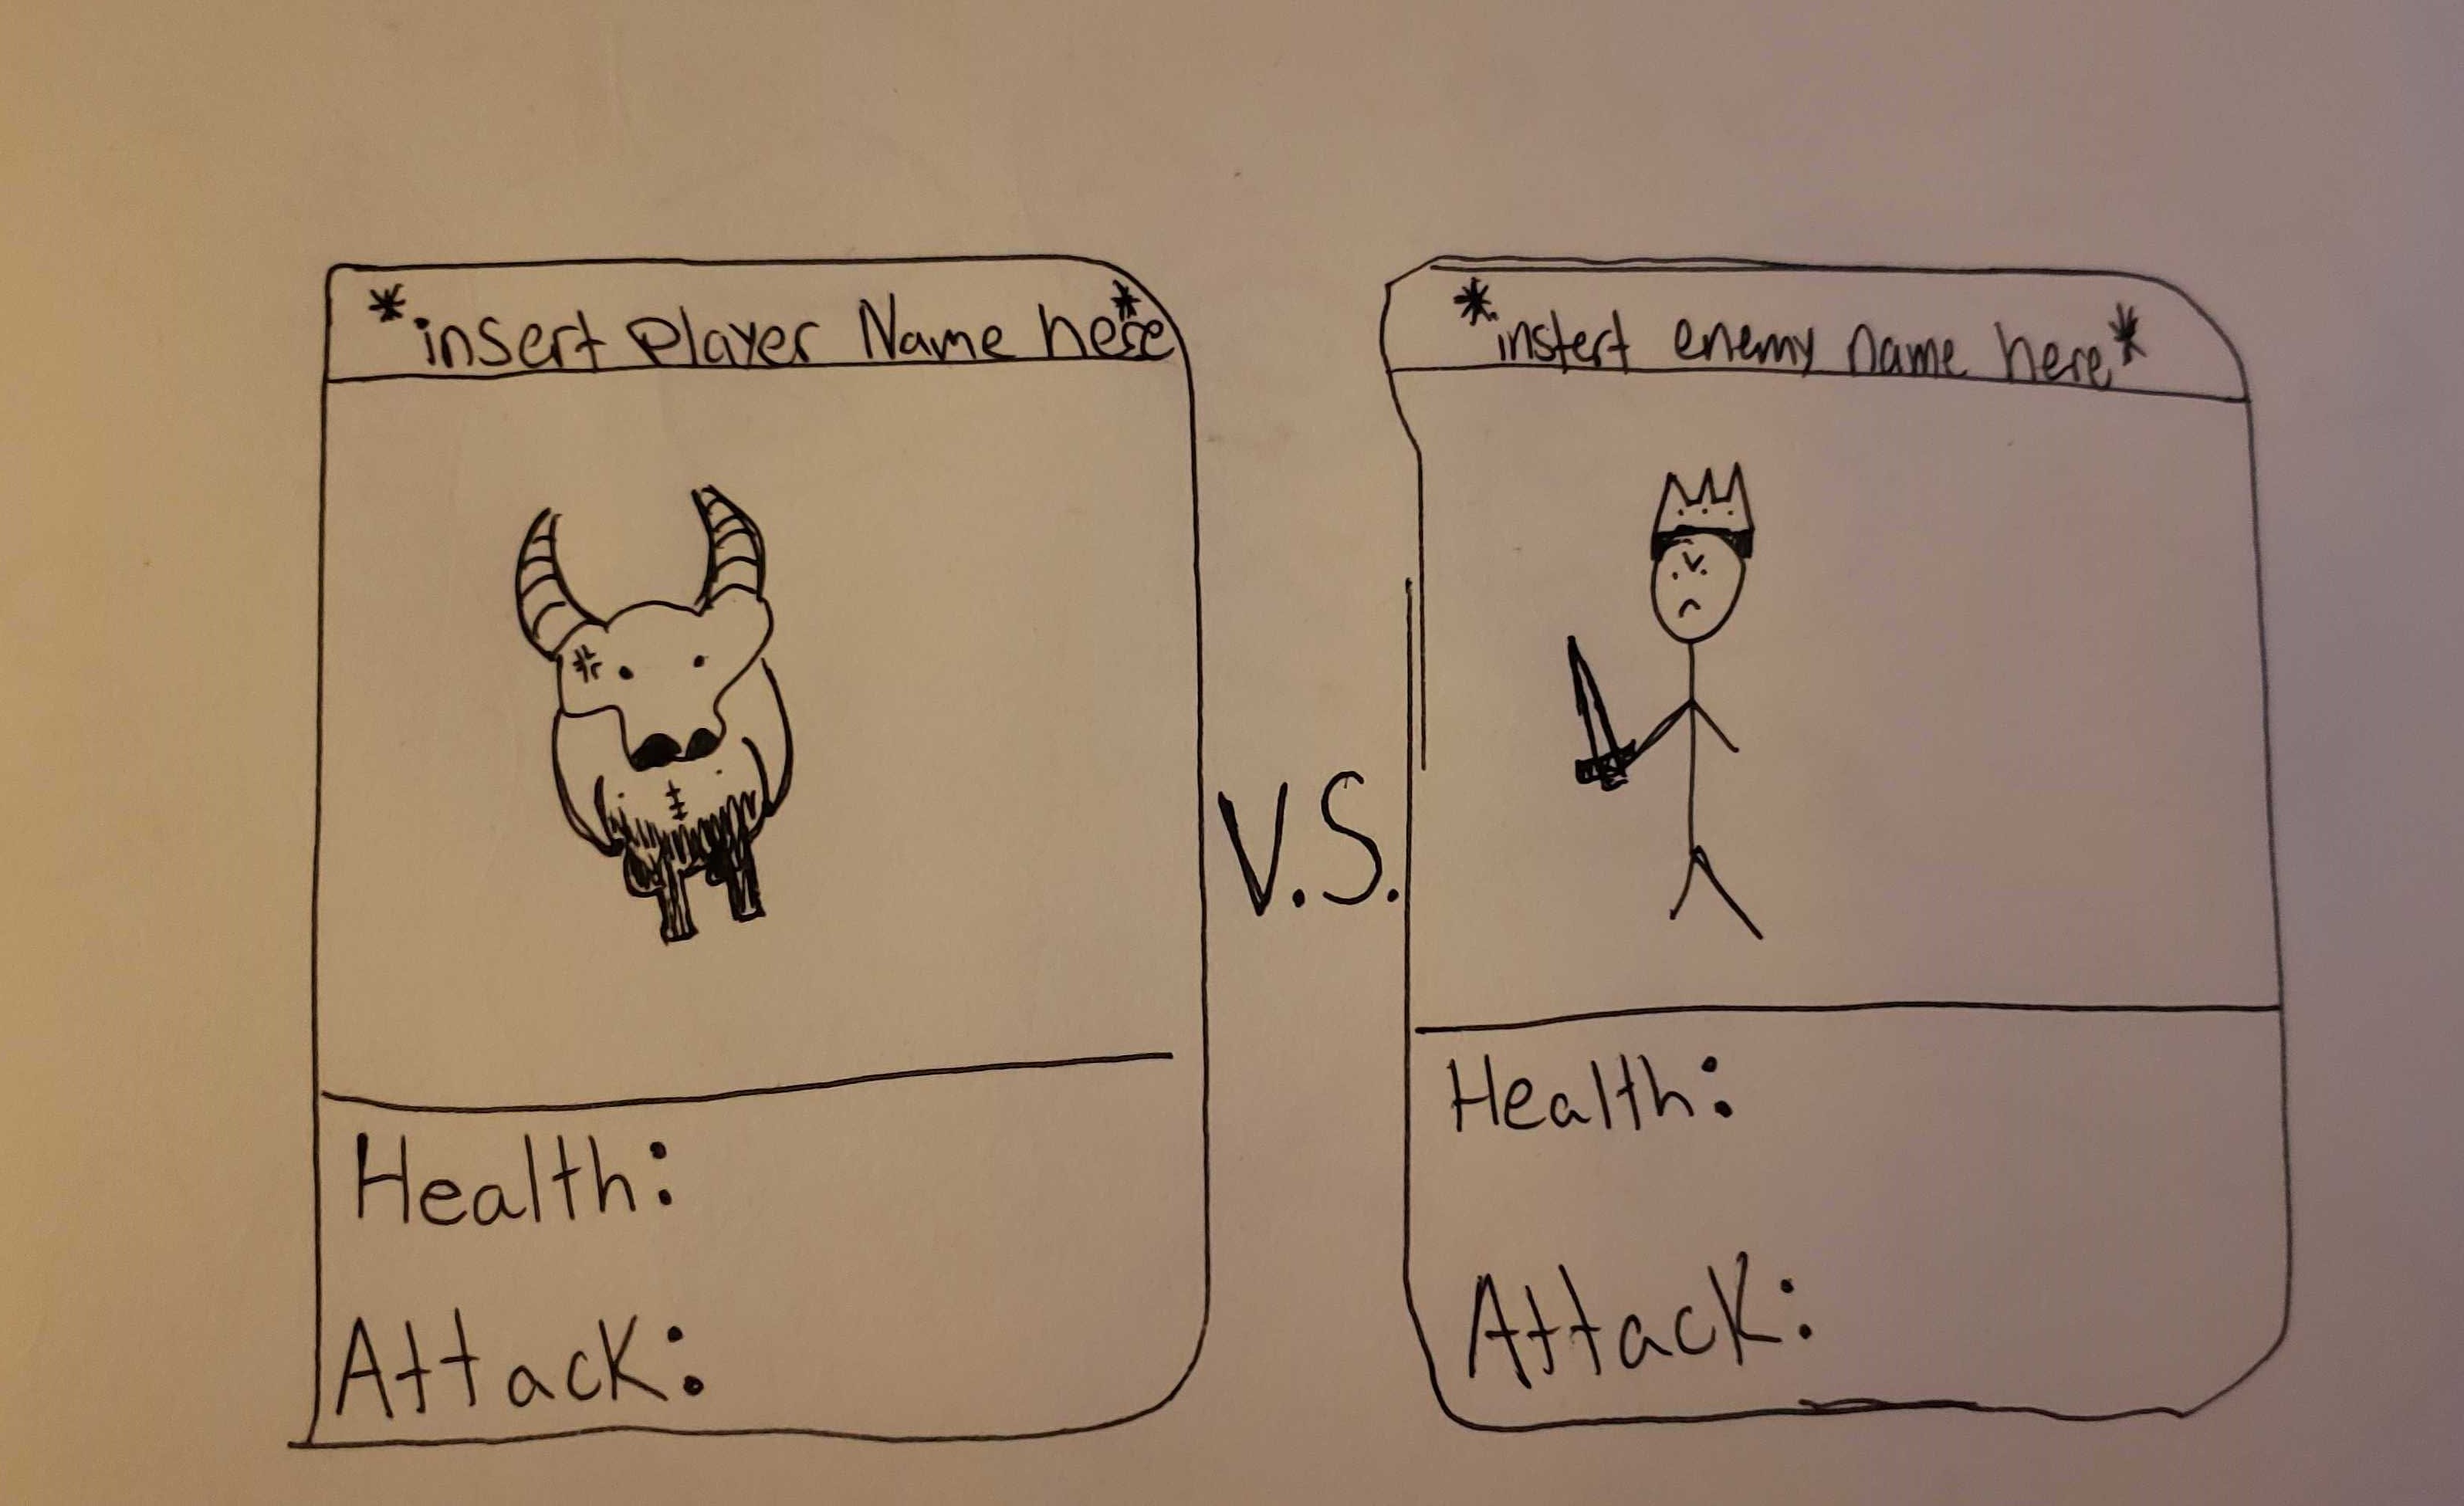 *insert Player Name here*
Health:
Attack:
V.S.
*instert enemy name here*
Health:
Attack: